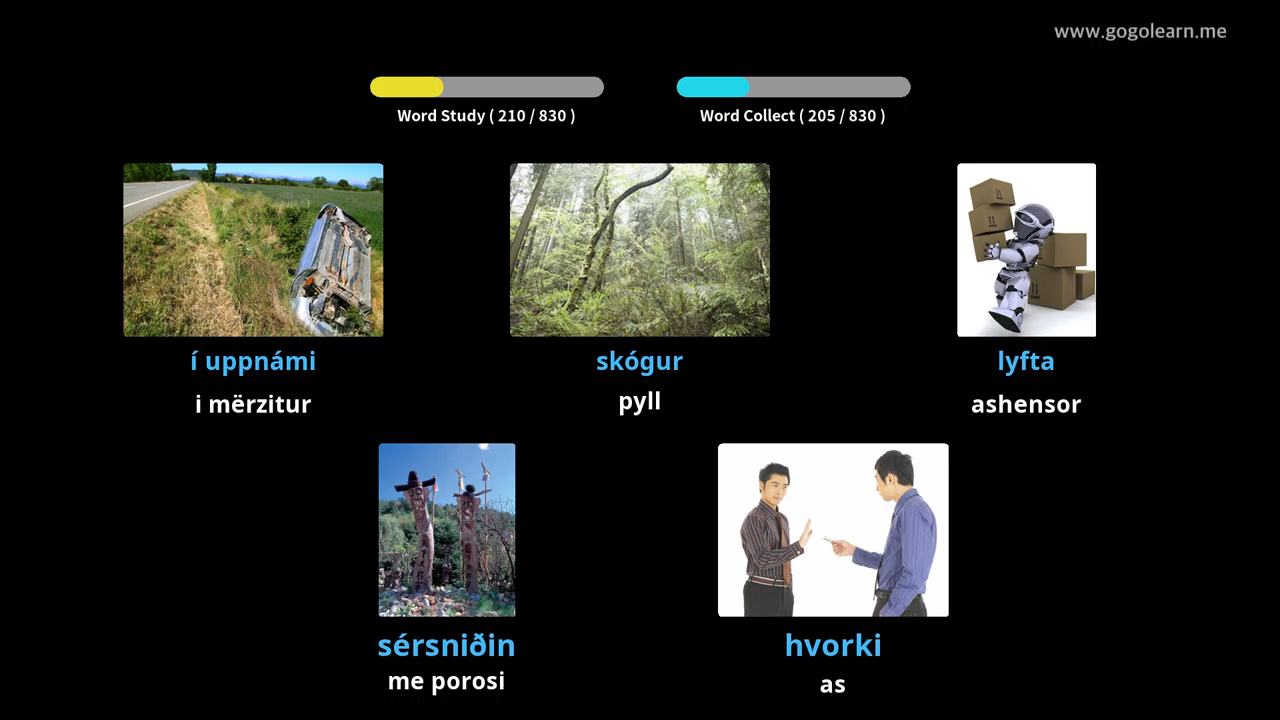 www.gogolearn.me
Word Study ( 210 / 830 )
Word Collect ( 205 / 830 )
í uppnámi
skógur
lyfta
i mërzitur
pyll
ashensor
sérsniðin
hvorki
me porosi
as